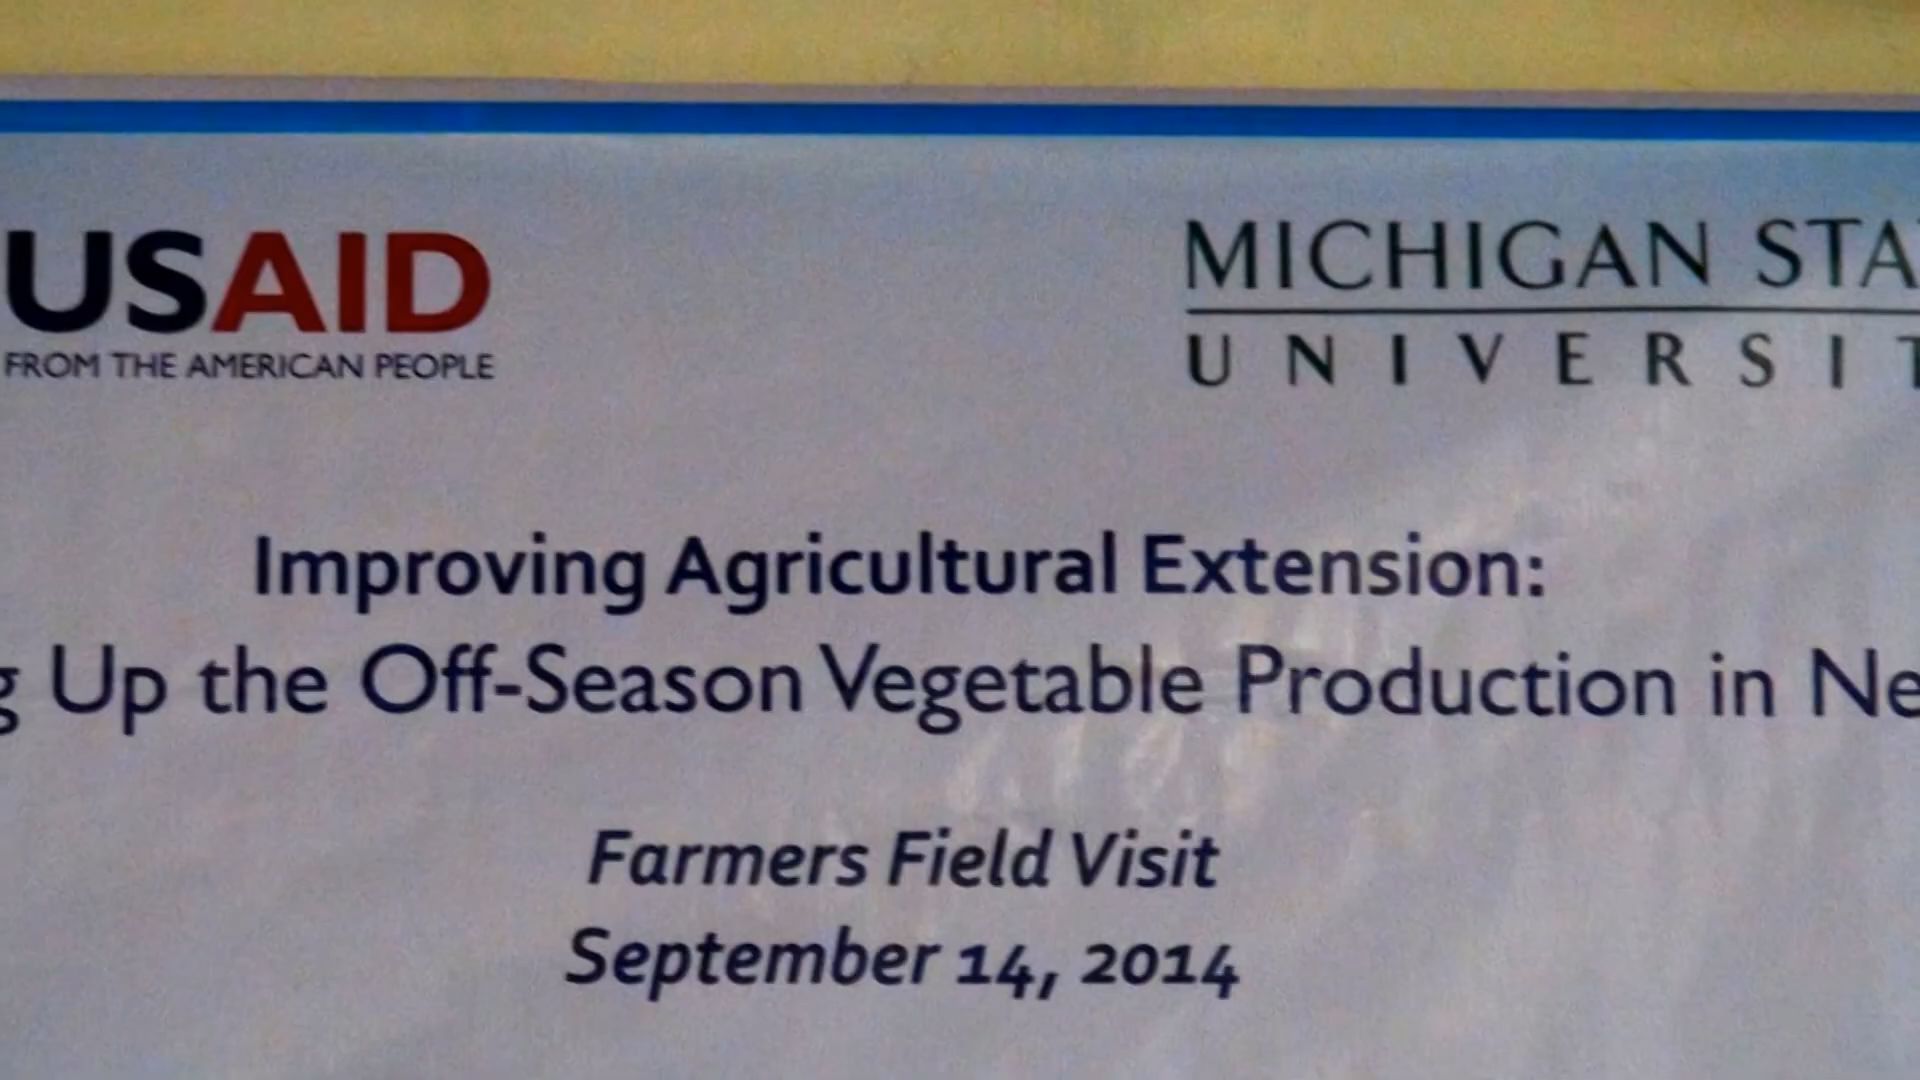 USAID
FROM THE AMERICAN PEOPLE
MICHIGAN STA
UNIVERSIT
Improving Agricultural Extension:
g Up the Off-Season Vegetable Production in Ne
Farmers Field Visit
September 14, 2014